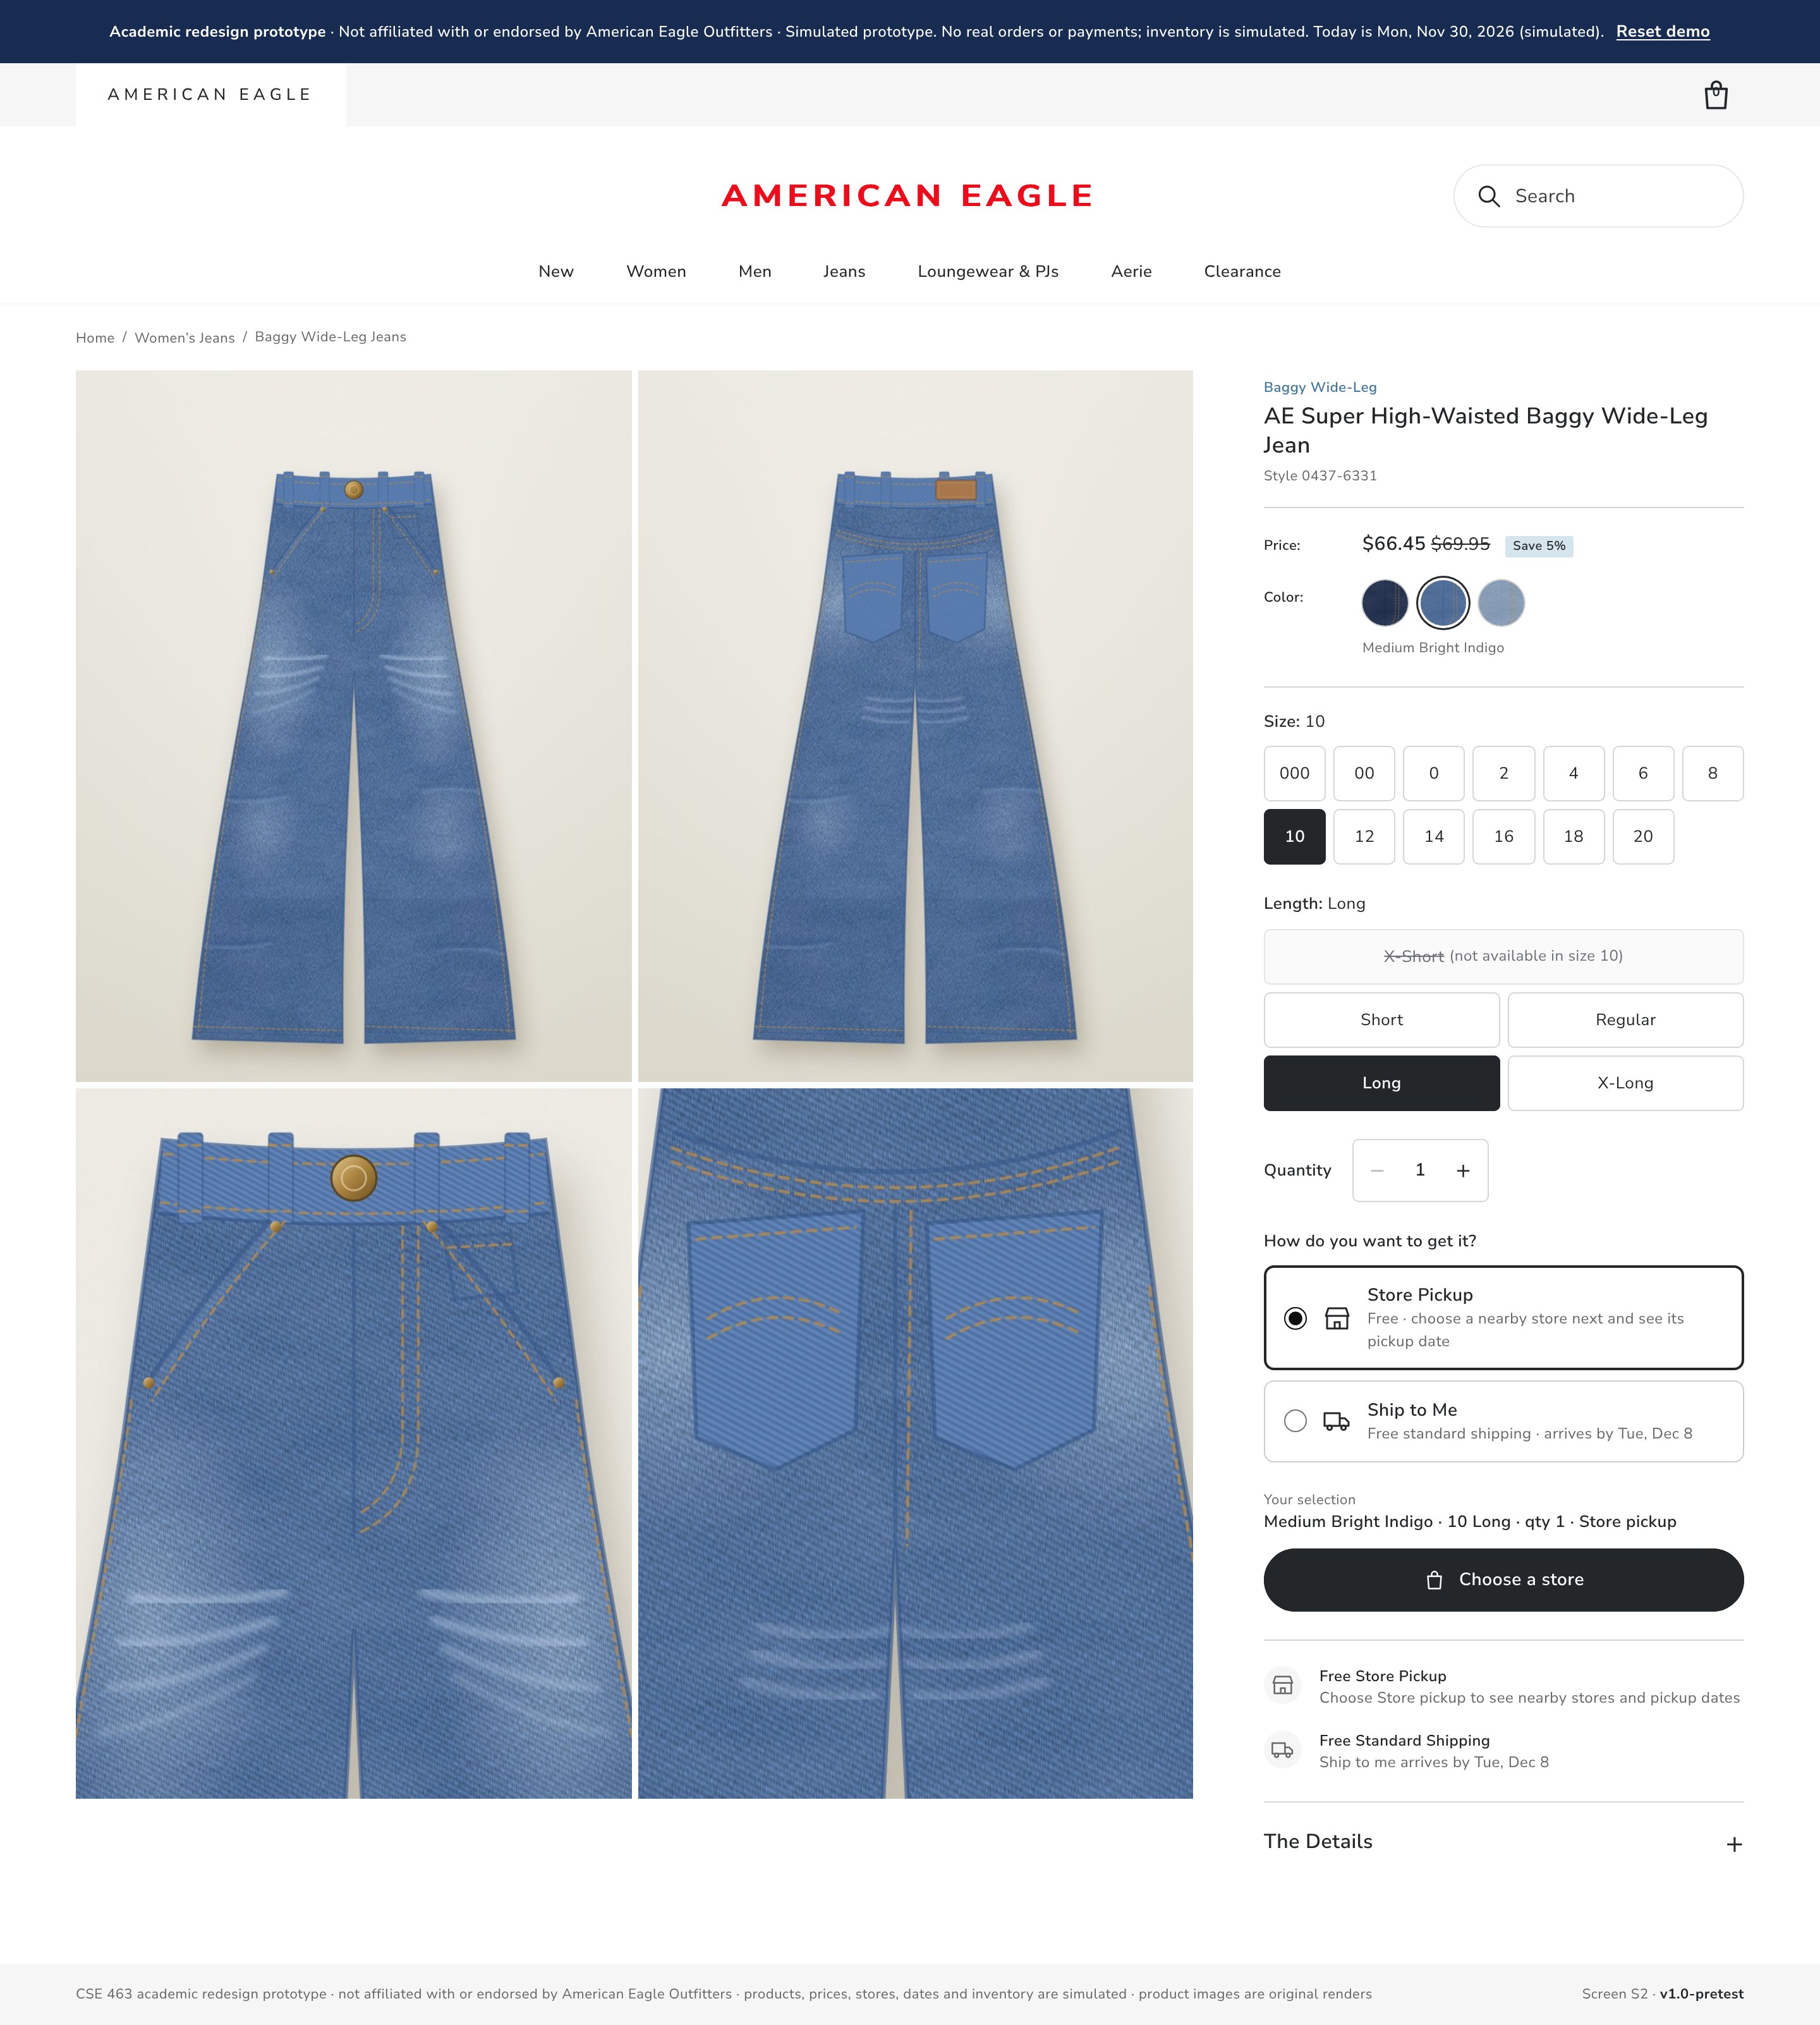 Academic redesign prototype · Not affiliated with or endorsed by American Eagle Outfitters · Simulated prototype. No real orders or payments; inventory is simulated. Today is Mon, Nov 30, 2026 (simulated). Reset demo
AMERICAN EAGLE
0
AMERICAN EAGLE
Search
New Women Men Jeans Loungewear & PJs Aerie Clearance
Home / Women's Jeans / Baggy Wide-Leg Jeans
Baggy Wide-Leg
AE Super High-Waisted Baggy Wide-Leg
Jean
Style 0437-6331
Price: $66.45 $69.95 Save 5%
Color:
Medium Bright Indigo
Size: 10
000 00 0 2 4 6 8
10 12 14 16 18 20
Length: Long
X-Short (not available in size 10)
Short Regular
Long X-Long
Quantity − 1 +
How do you want to get it?
Store Pickup
Free · choose a nearby store next and see its
pickup date
Ship to Me
Free standard shipping · arrives by Tue, Dec 8
Your selection
Medium Bright Indigo · 10 Long · qty 1 · Store pickup
Choose a store
Free Store Pickup
Choose Store pickup to see nearby stores and pickup dates
Free Standard Shipping
Ship to me arrives by Tue, Dec 8
The Details +
CSE 463 academic redesign prototype · not affiliated with or endorsed by American Eagle Outfitters · products, prices, stores, dates and inventory are simulated · product images are original renders
Screen S2 · v1.0-pretest